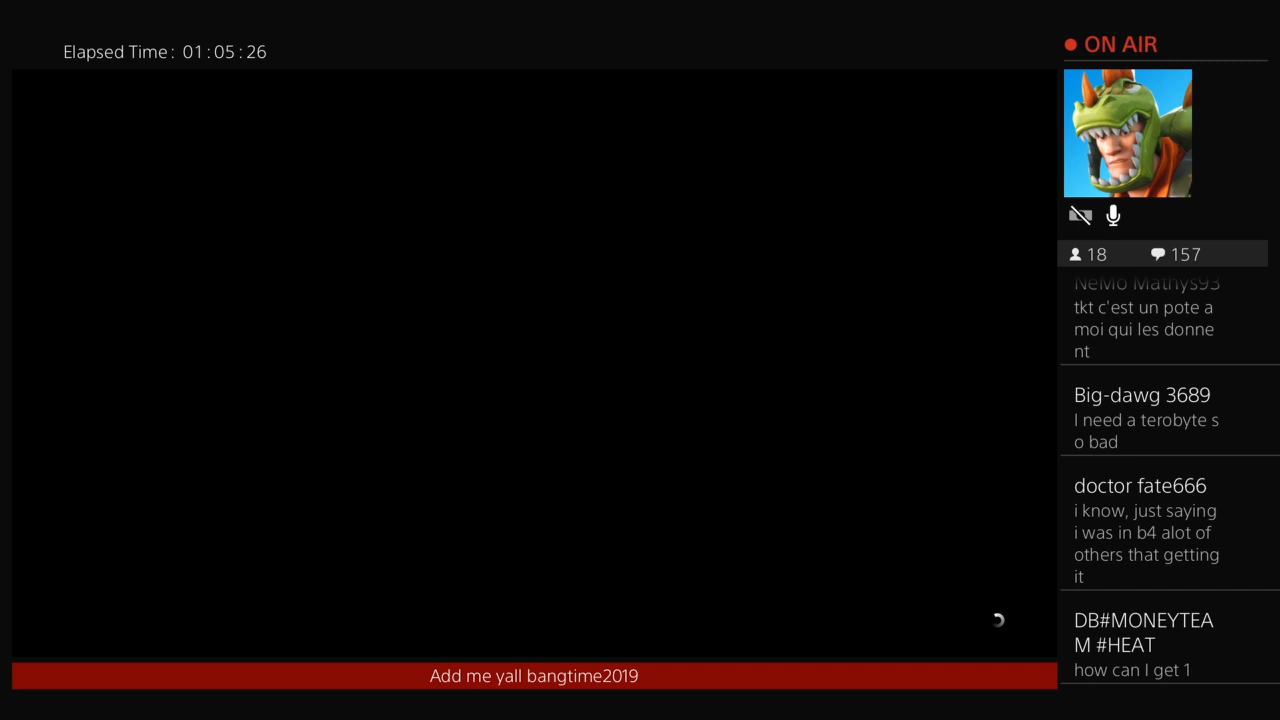 Elapsed Time: 01:05:26
ON AIR
18 157
NeMo Mathys93
tkt c'est un pote a
moi qui les donne
nt
Big-dawg 3689
I need a terobyte s
o bad
doctor fate666
i know, just saying
i was in b4 alot of
others that getting
it
DB#MONEYTEA
M #HEAT
how can I get 1
Add me yall bangtime2019